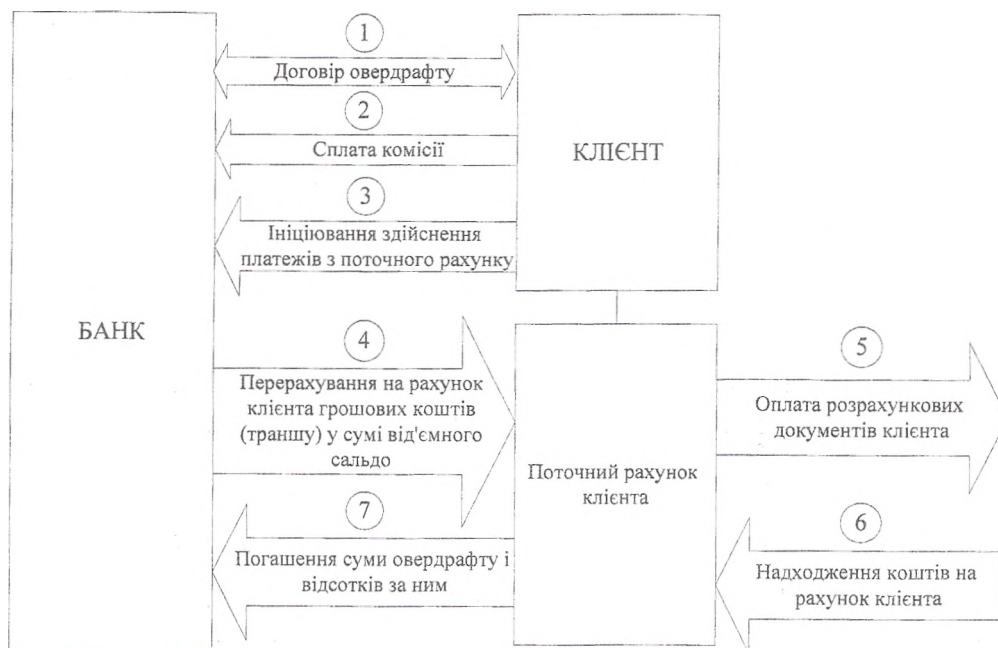 1
Договір овердрафту
2
Сплата комісії
КЛІЄНТ
3
Ініціювання здійснення
платежів з поточного рахунку
БАНК
4
Перерахування на рахунок
клієнта грошових коштів
(траншу) у сумі від'ємного
сальдо
5
Оплата розрахункових
документів клієнта
Поточний рахунок
клієнта
7
Погашення суми овердрафту і
відсотків за ним
6
Надходження коштів на
рахунок клієнта